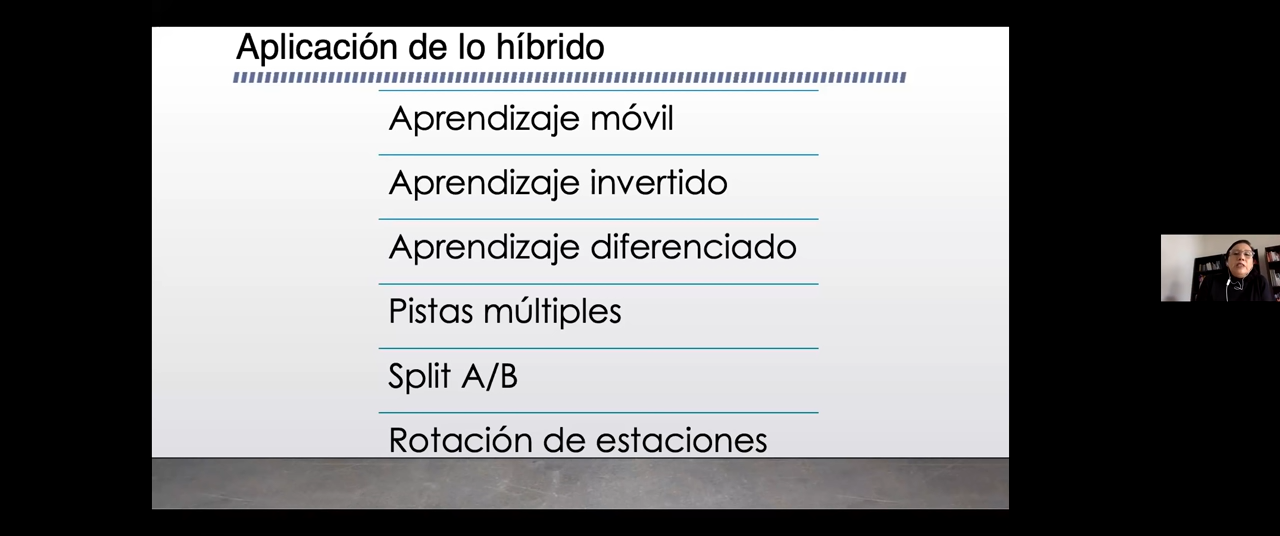 Aplicación de lo híbrido
Aprendizaje móvil
Aprendizaje invertido
Aprendizaje diferenciado
Pistas múltiples
Split A/B
Rotación de estaciones